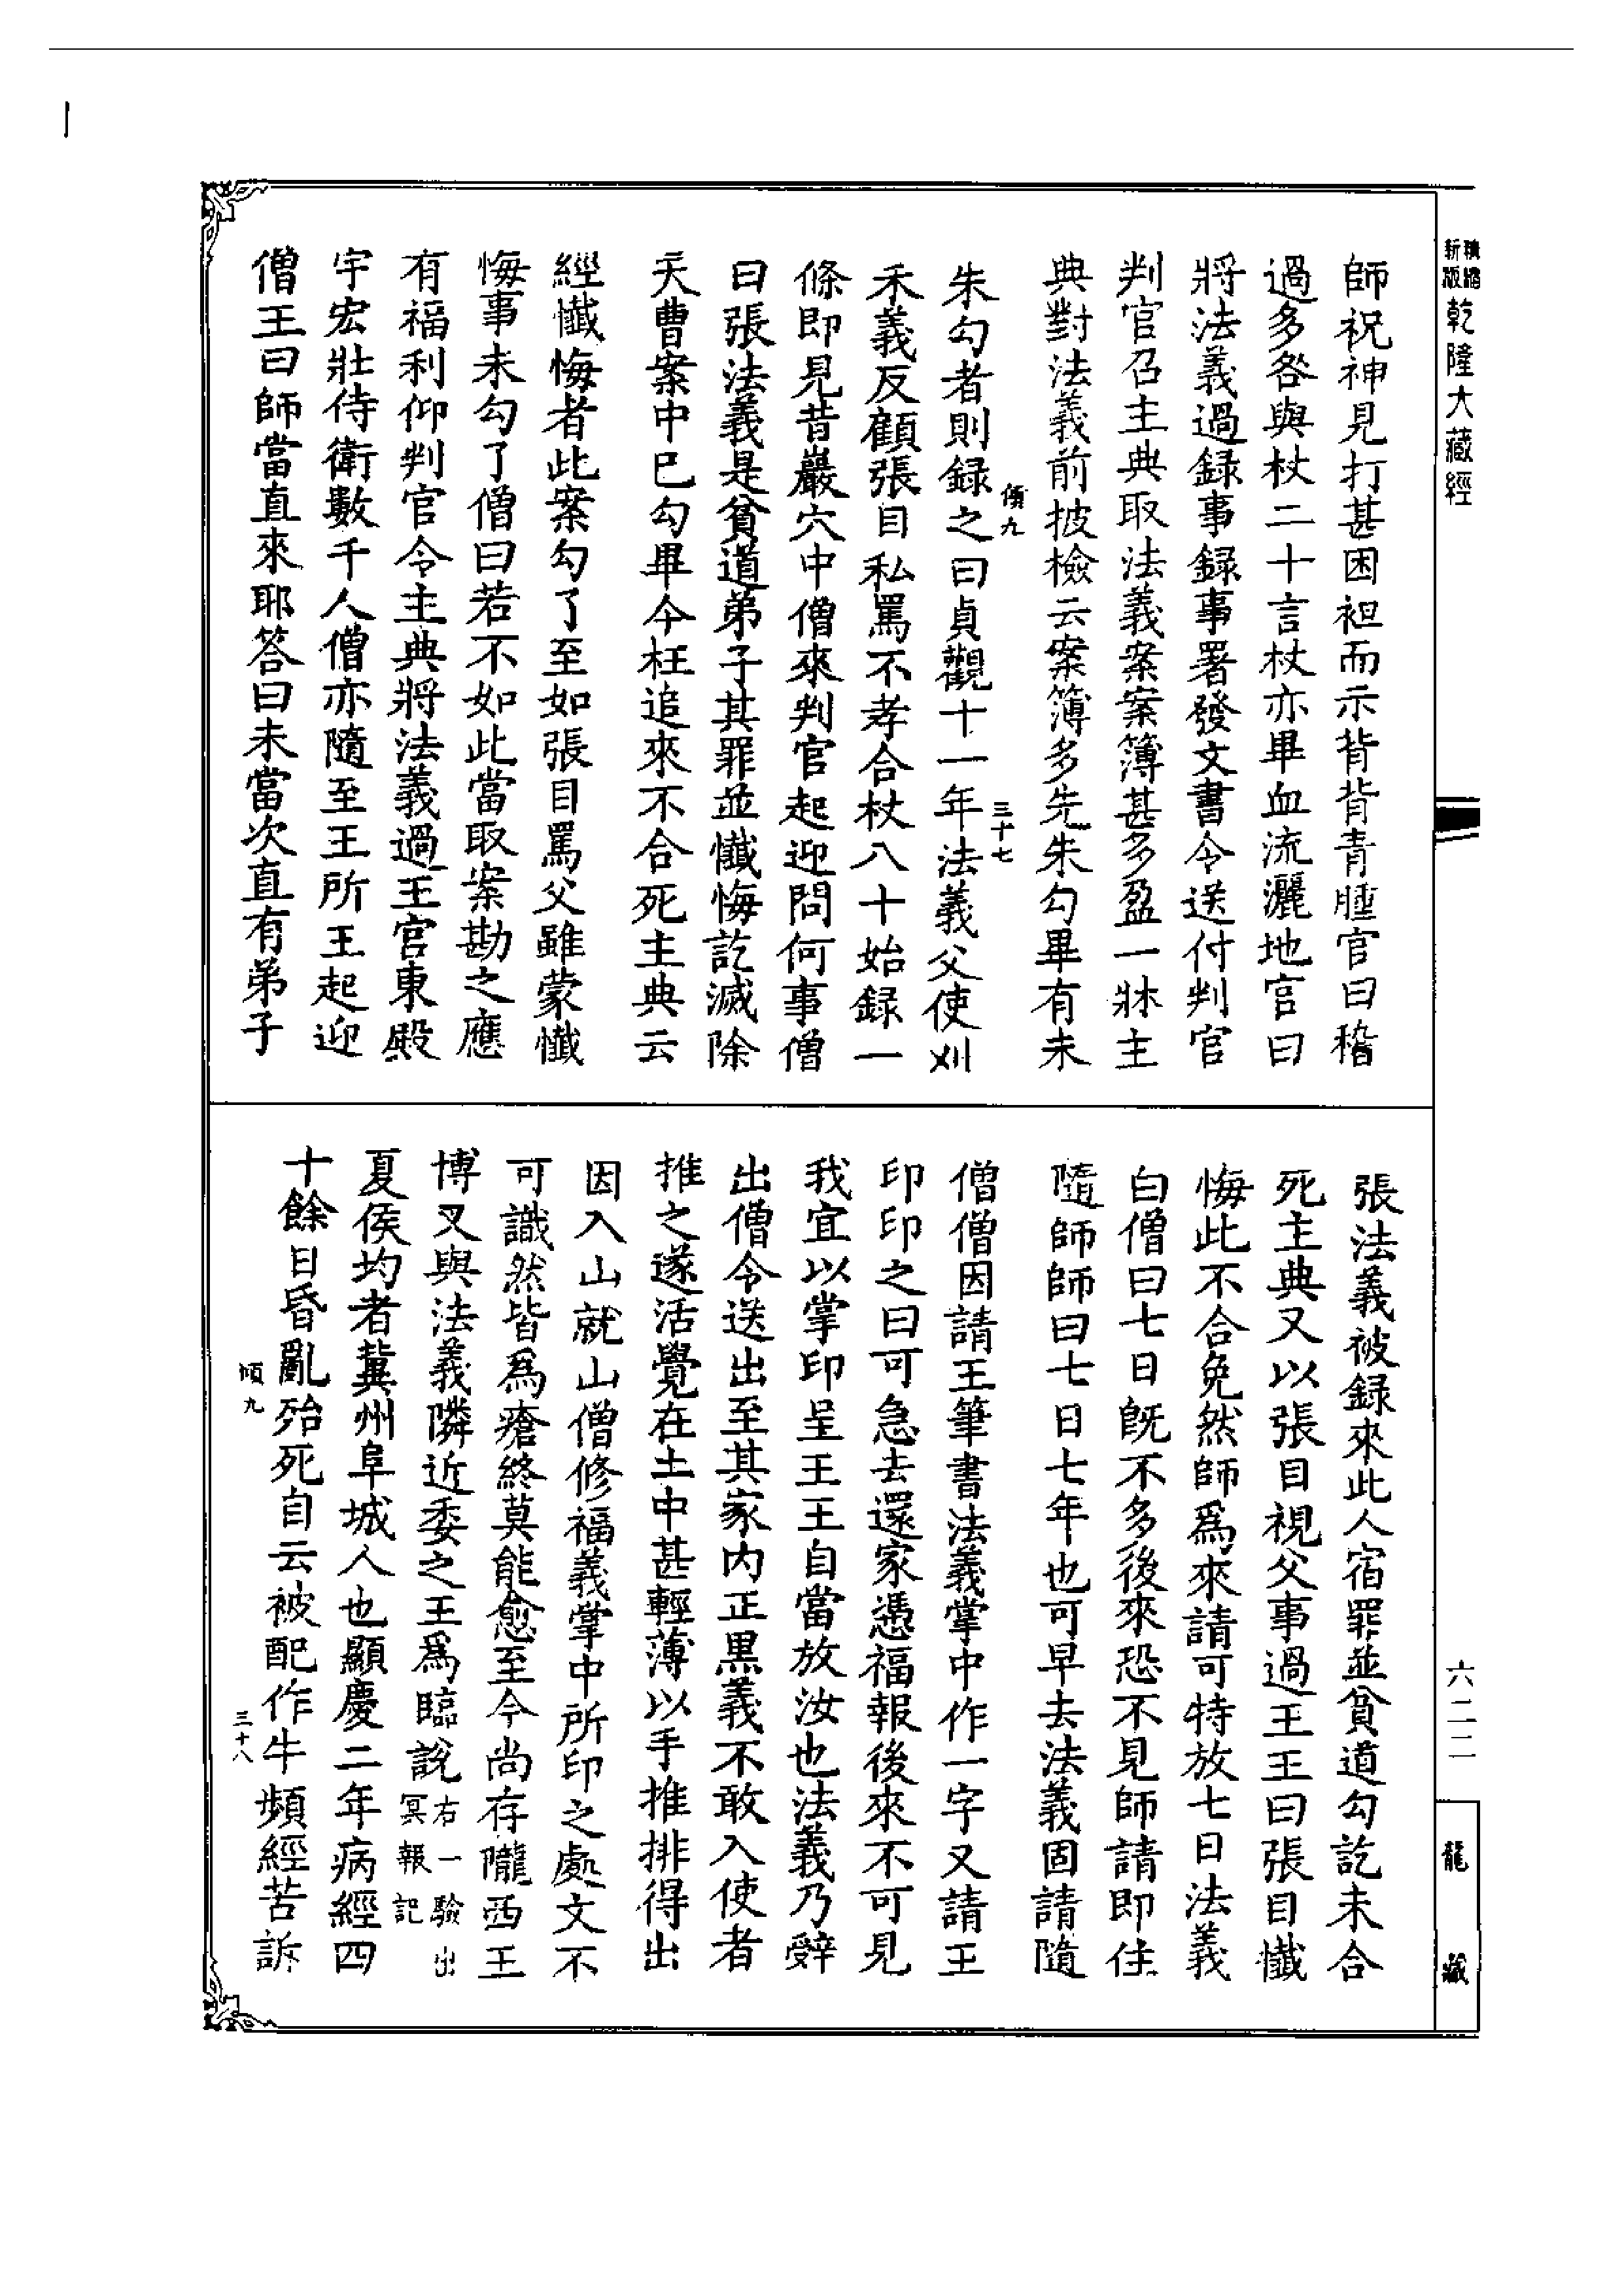 精縮新版乾隆大藏經
師祝神見打甚困袒而示背背青腫官曰稽
過多咎與杖二十言杖亦畢血流灑地官曰
將法義過録事録事署發文書令送付判官
判官召主典取法義案案簿甚多盈一牀主
典對法義前披檢云案簿多先朱勾畢有未
傾九
三十七
朱勾者則録之曰貞觀十一年法義父使刈
禾義反顧張目私罵不孝合杖八十始録一
條即見昔巖穴中僧來判官起迎問何事僧
曰張法義是貧道弟子其罪並懺悔訖滅除
天曹案中已勾畢今枉追來不合死主典云
經懺悔者此案勾了至如張目罵父雖蒙懺
悔事未勾了僧曰若不如此當取案勘之應
有福利仰判官令主典將法義過王宮東殿
宇宏壯侍衛數千人僧亦隨至王所王起迎
僧王曰師當直來耶答曰未當次直有弟子
張法義被録來此人宿罪並貧道勾訖未合
死主典又以張目視父事過王王曰張目懺
悔此不合免然師爲來請可特放七日法義
白僧曰七日既不多後來恐不見師請即住
隨師師曰七日七年也可早去法義固請隨
僧僧因請王筆書法義掌中作一字又請王
印印之曰可急去還家憑福報後來不可見
我宜以掌印呈王王自當放汝也法義乃辤
出僧令送出至其家内正黒義不敢入使者
推之遂活覺在土中甚輕薄以手推排得出
因入山就山僧修福義掌中所印之處文不
可識然皆爲瘡終莫能愈至今尚存隴西王
博叉與法義隣近委之王爲臨說右一驗出冥報記
夏侯均者冀州阜城人也顯慶二年病經四
十餘日昏亂殆死自云被配作牛頻經苦訴
傾九
三十八
六二二
龍藏